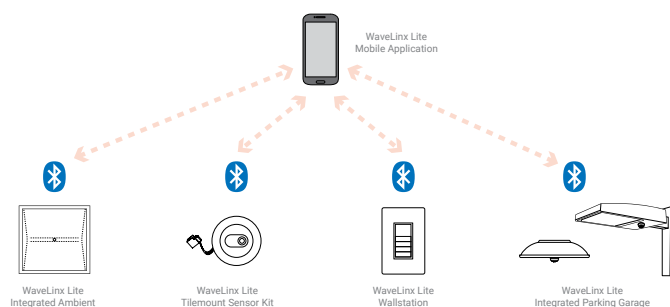 WaveLinx Lite
Mobile Application
WaveLinx Lite
Integrated Ambient
WaveLinx Lite
Tilemount Sensor Kit
WaveLinx Lite
Wallstation
WaveLinx Lite
Integrated Parking Garage